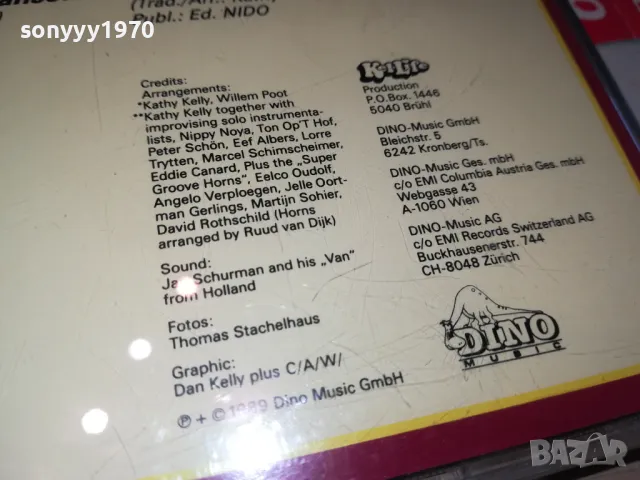 sonyyy1970
(Trad./Arr.: Kelly)
Publ.: Ed. NIDO
Credits:
Arrangements:
*Kathy Kelly, Willem Poot
**Kathy Kelly together with
improvising solo instrumenta-
lists, Nippy Noya, Ton Op'T Hof,
Peter Schön, Eef Albers, Lorre
Trytten, Marcel Schimscheimer,
Eddie Canard, Plus the „Super
Groove Horns", Eelco Oudolf,
Angelo Verploegen, Jelle Oort-
man Gerlings, Martijn Sohier,
David Rothschild (Horns
arranged by Ruud van Dijk)
Sound:
Jan Schurman and his „Van"
from Holland
Fotos:
Thomas Stachelhaus
Graphic:
Dan Kelly plus C/A/W/
℗ + © 1989 Dino Music GmbH
Kel-Life
Production
P.O.Box. 1446
5040 Brühl
DINO-Music GmbH
Bleichstr. 5
6242 Kronberg/Ts.
DINO-Music Ges. mbH
c/o EMI Columbia Austria Ges. mbH
Webgasse 43
A-1060 Wien
DINO-Music AG
c/o EMI Records Switzerland AG
Buckhauserstr. 744
CH-8048 Zürich
DINO
MUSIC
BAZAR
bg